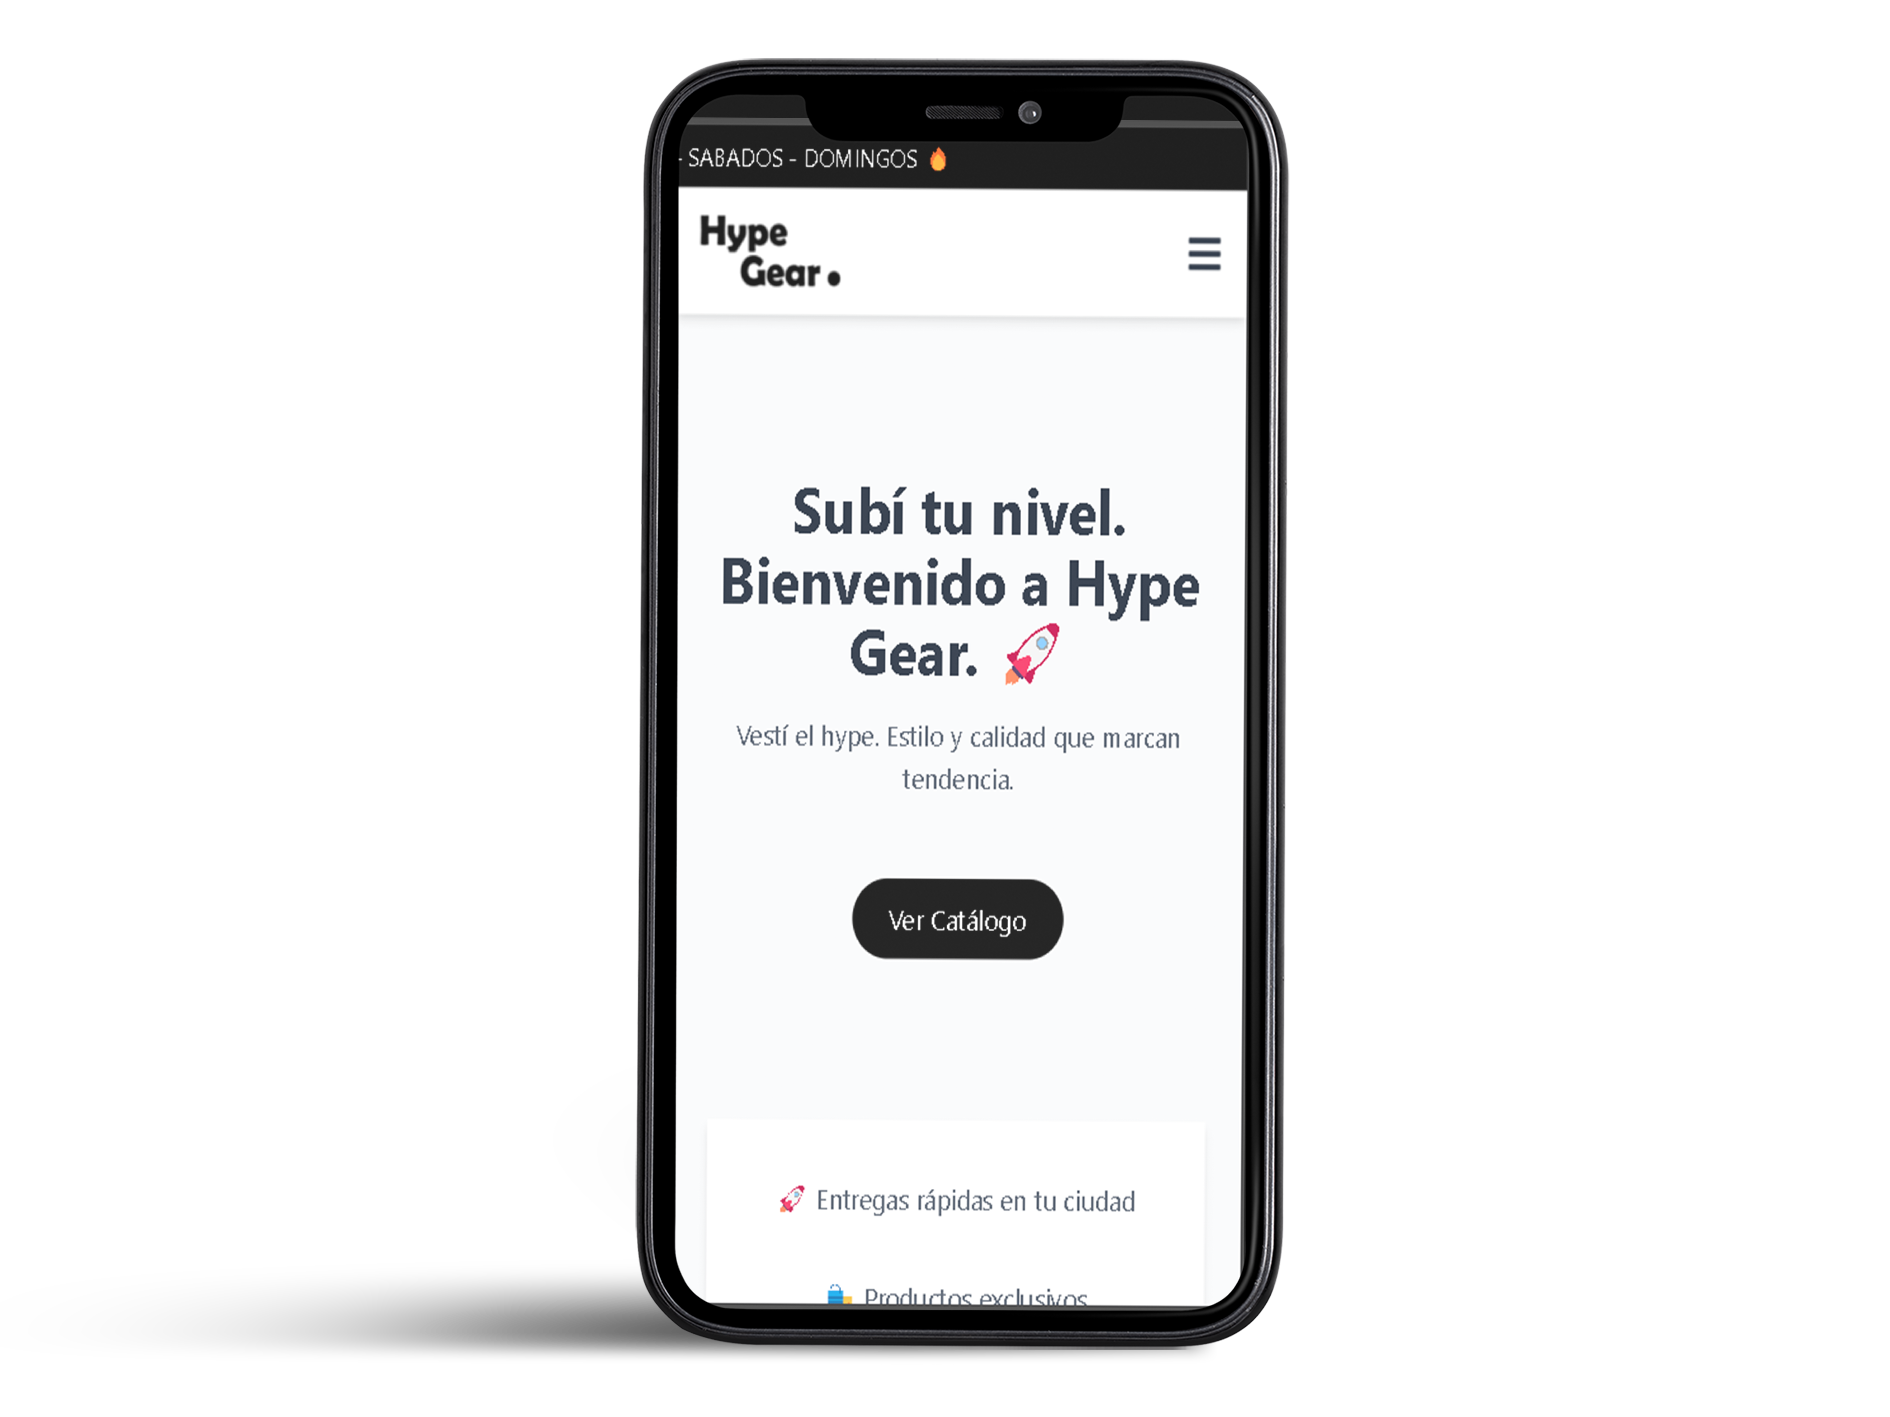 - SABADOS - DOMINGOS 🔥
Hype
Gear.
Subí tu nivel.
Bienvenido a Hype
Gear. 🚀
Vestí el hype. Estilo y calidad que marcan
tendencia.
Ver Catálogo
🚀 Entregas rápidas en tu ciudad
🛍️ Productos exclusivos